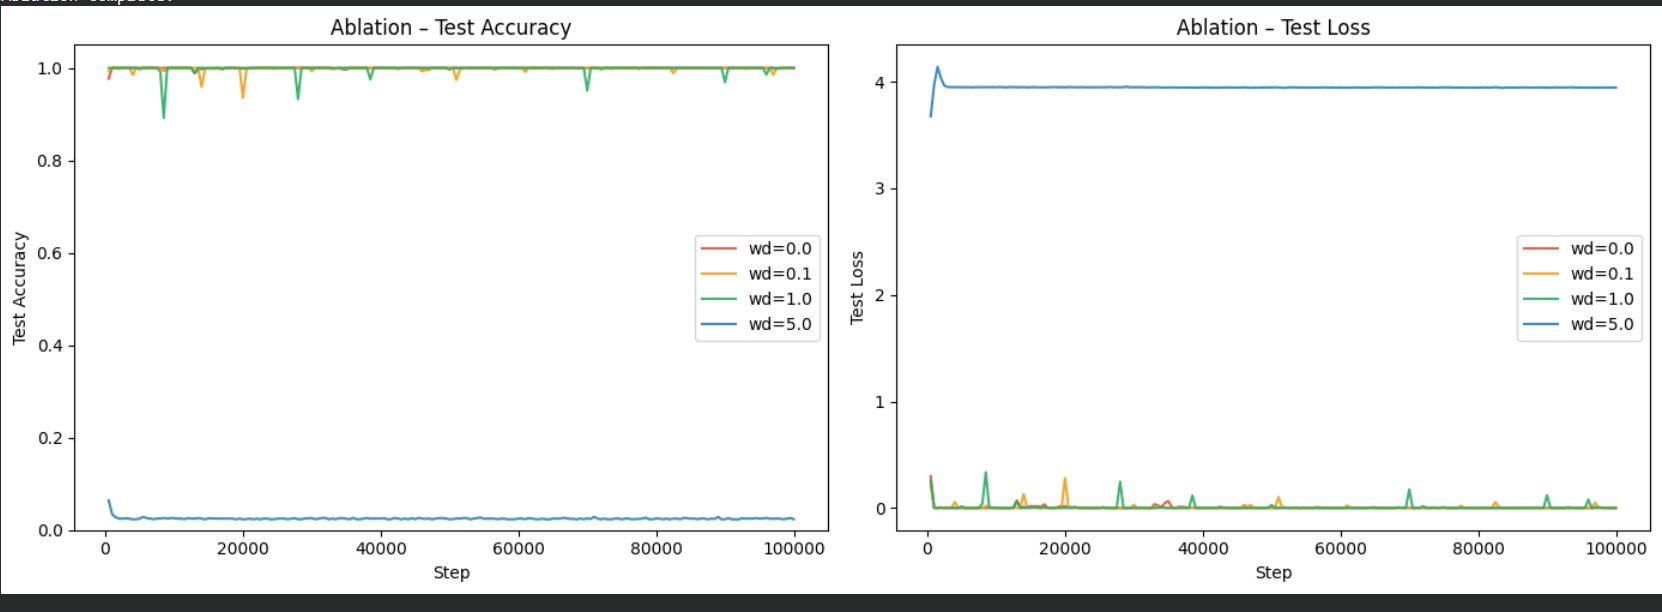 Ablation – Test Accuracy
1.0
0.8
0.6
0.4
0.2
0.0
Test Accuracy
wd=0.0
wd=0.1
wd=1.0
wd=5.0
0 20000 40000 60000 80000 100000
Step
Ablation – Test Loss
4
3
2
1
0
Test Loss
wd=0.0
wd=0.1
wd=1.0
wd=5.0
0 20000 40000 60000 80000 100000
Step